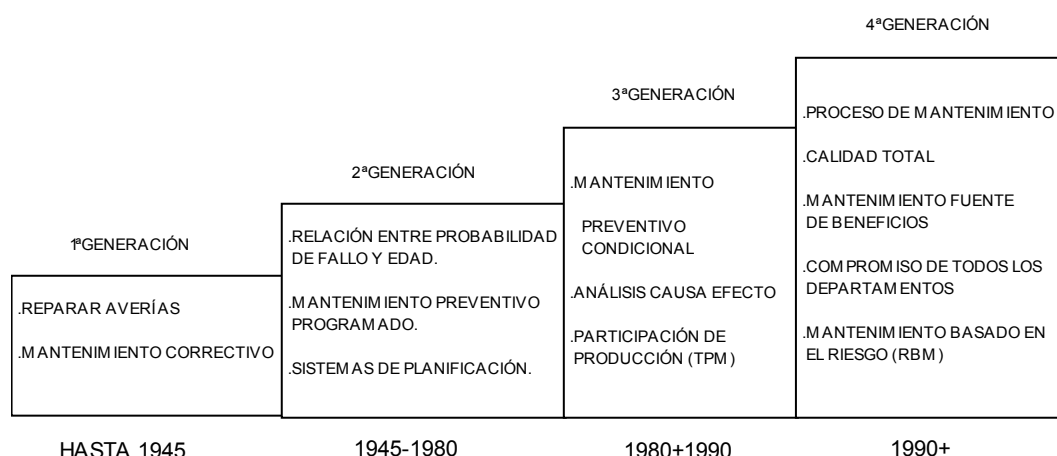 1ªGENERACIÓN
.REPARAR AVERÍAS
.MANTENIMIENTO CORRECTIVO
HASTA 1945
2ªGENERACIÓN
.RELACIÓN ENTRE PROBABILIDAD
DE FALLO Y EDAD.
.MANTENIMIENTO PREVENTIVO
PROGRAMADO.
.SISTEMAS DE PLANIFICACIÓN.
1945-1980
3ªGENERACIÓN
.MANTENIMIENTO
PREVENTIVO
CONDICIONAL
.ANÁLISIS CAUSA EFECTO
.PARTICIPACIÓN DE
PRODUCCIÓN (TPM)
1980+1990
4ªGENERACIÓN
.PROCESO DE MANTENIMIENTO
.CALIDAD TOTAL
.MANTENIMIENTO FUENTE
DE BENEFICIOS
.COMPROMISO DE TODOS LOS
DEPARTAMENTOS
.MANTENIMIENTO BASADO EN
EL RIESGO (RBM)
1990+